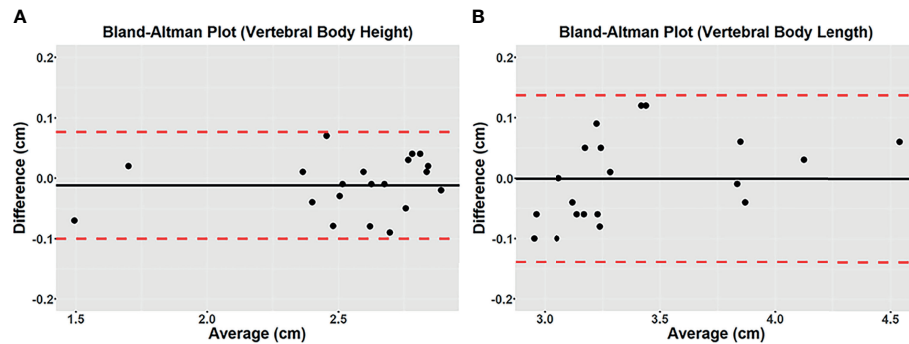 A
Bland-Altman Plot (Vertebral Body Height)
0.2
0.1
0.0
-0.1
-0.2
Difference (cm)
1.5 2.0 2.5
Average (cm)
B
Bland-Altman Plot (Vertebral Body Length)
0.2
0.1
0.0
-0.1
-0.2
Difference (cm)
3.0 3.5 4.0 4.5
Average (cm)